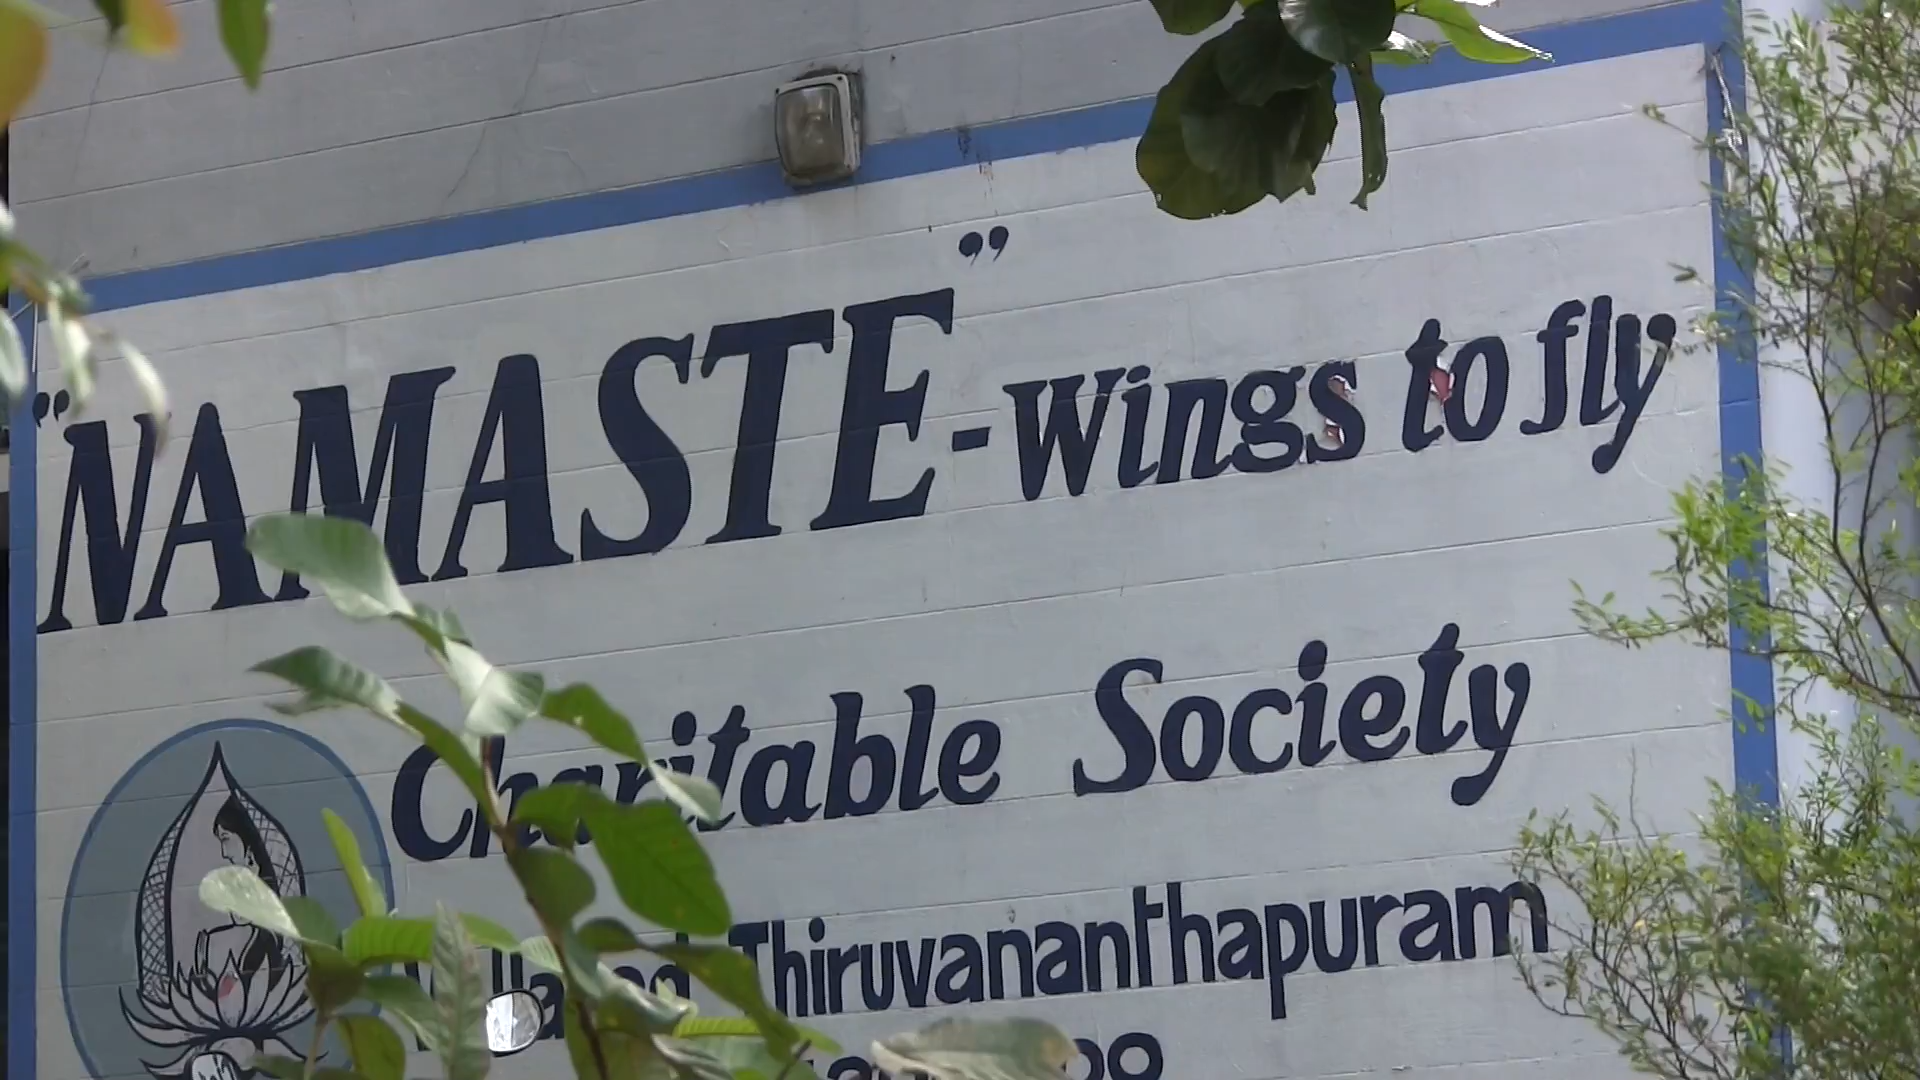 "NAMASTE" - Wings to fly
Charitable Society
Thiruvananthapuram